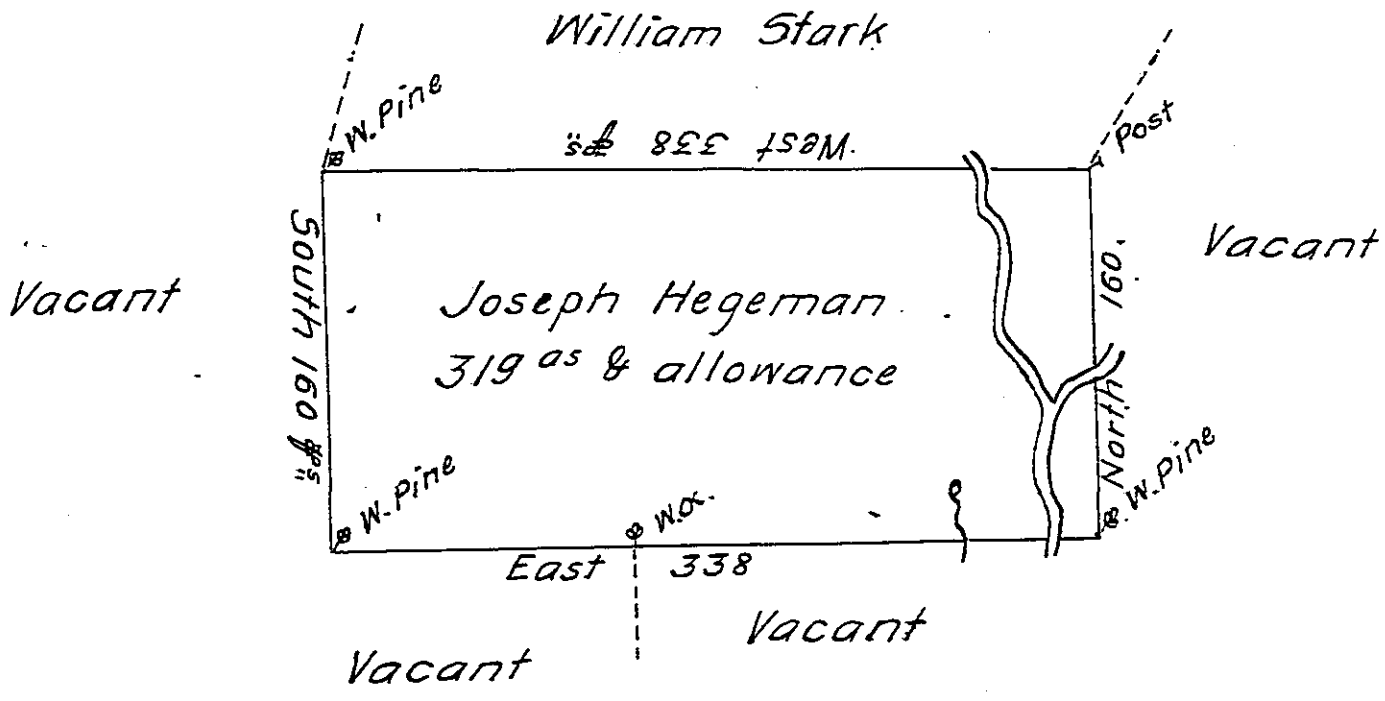 William Stark
W. Pine
Post
West 338 ps
Vacant
South 160 ps
Joseph Hegeman
319 as & allowance
North 160.
Vacant
W. Pine
W.O.
W. Pine
East 338
Vacant
Vacant